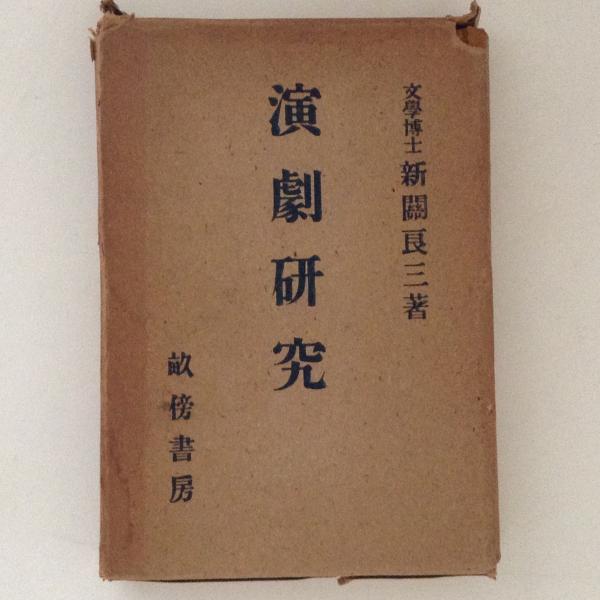 文學博士 新關良三著
演劇研究
畝傍書房